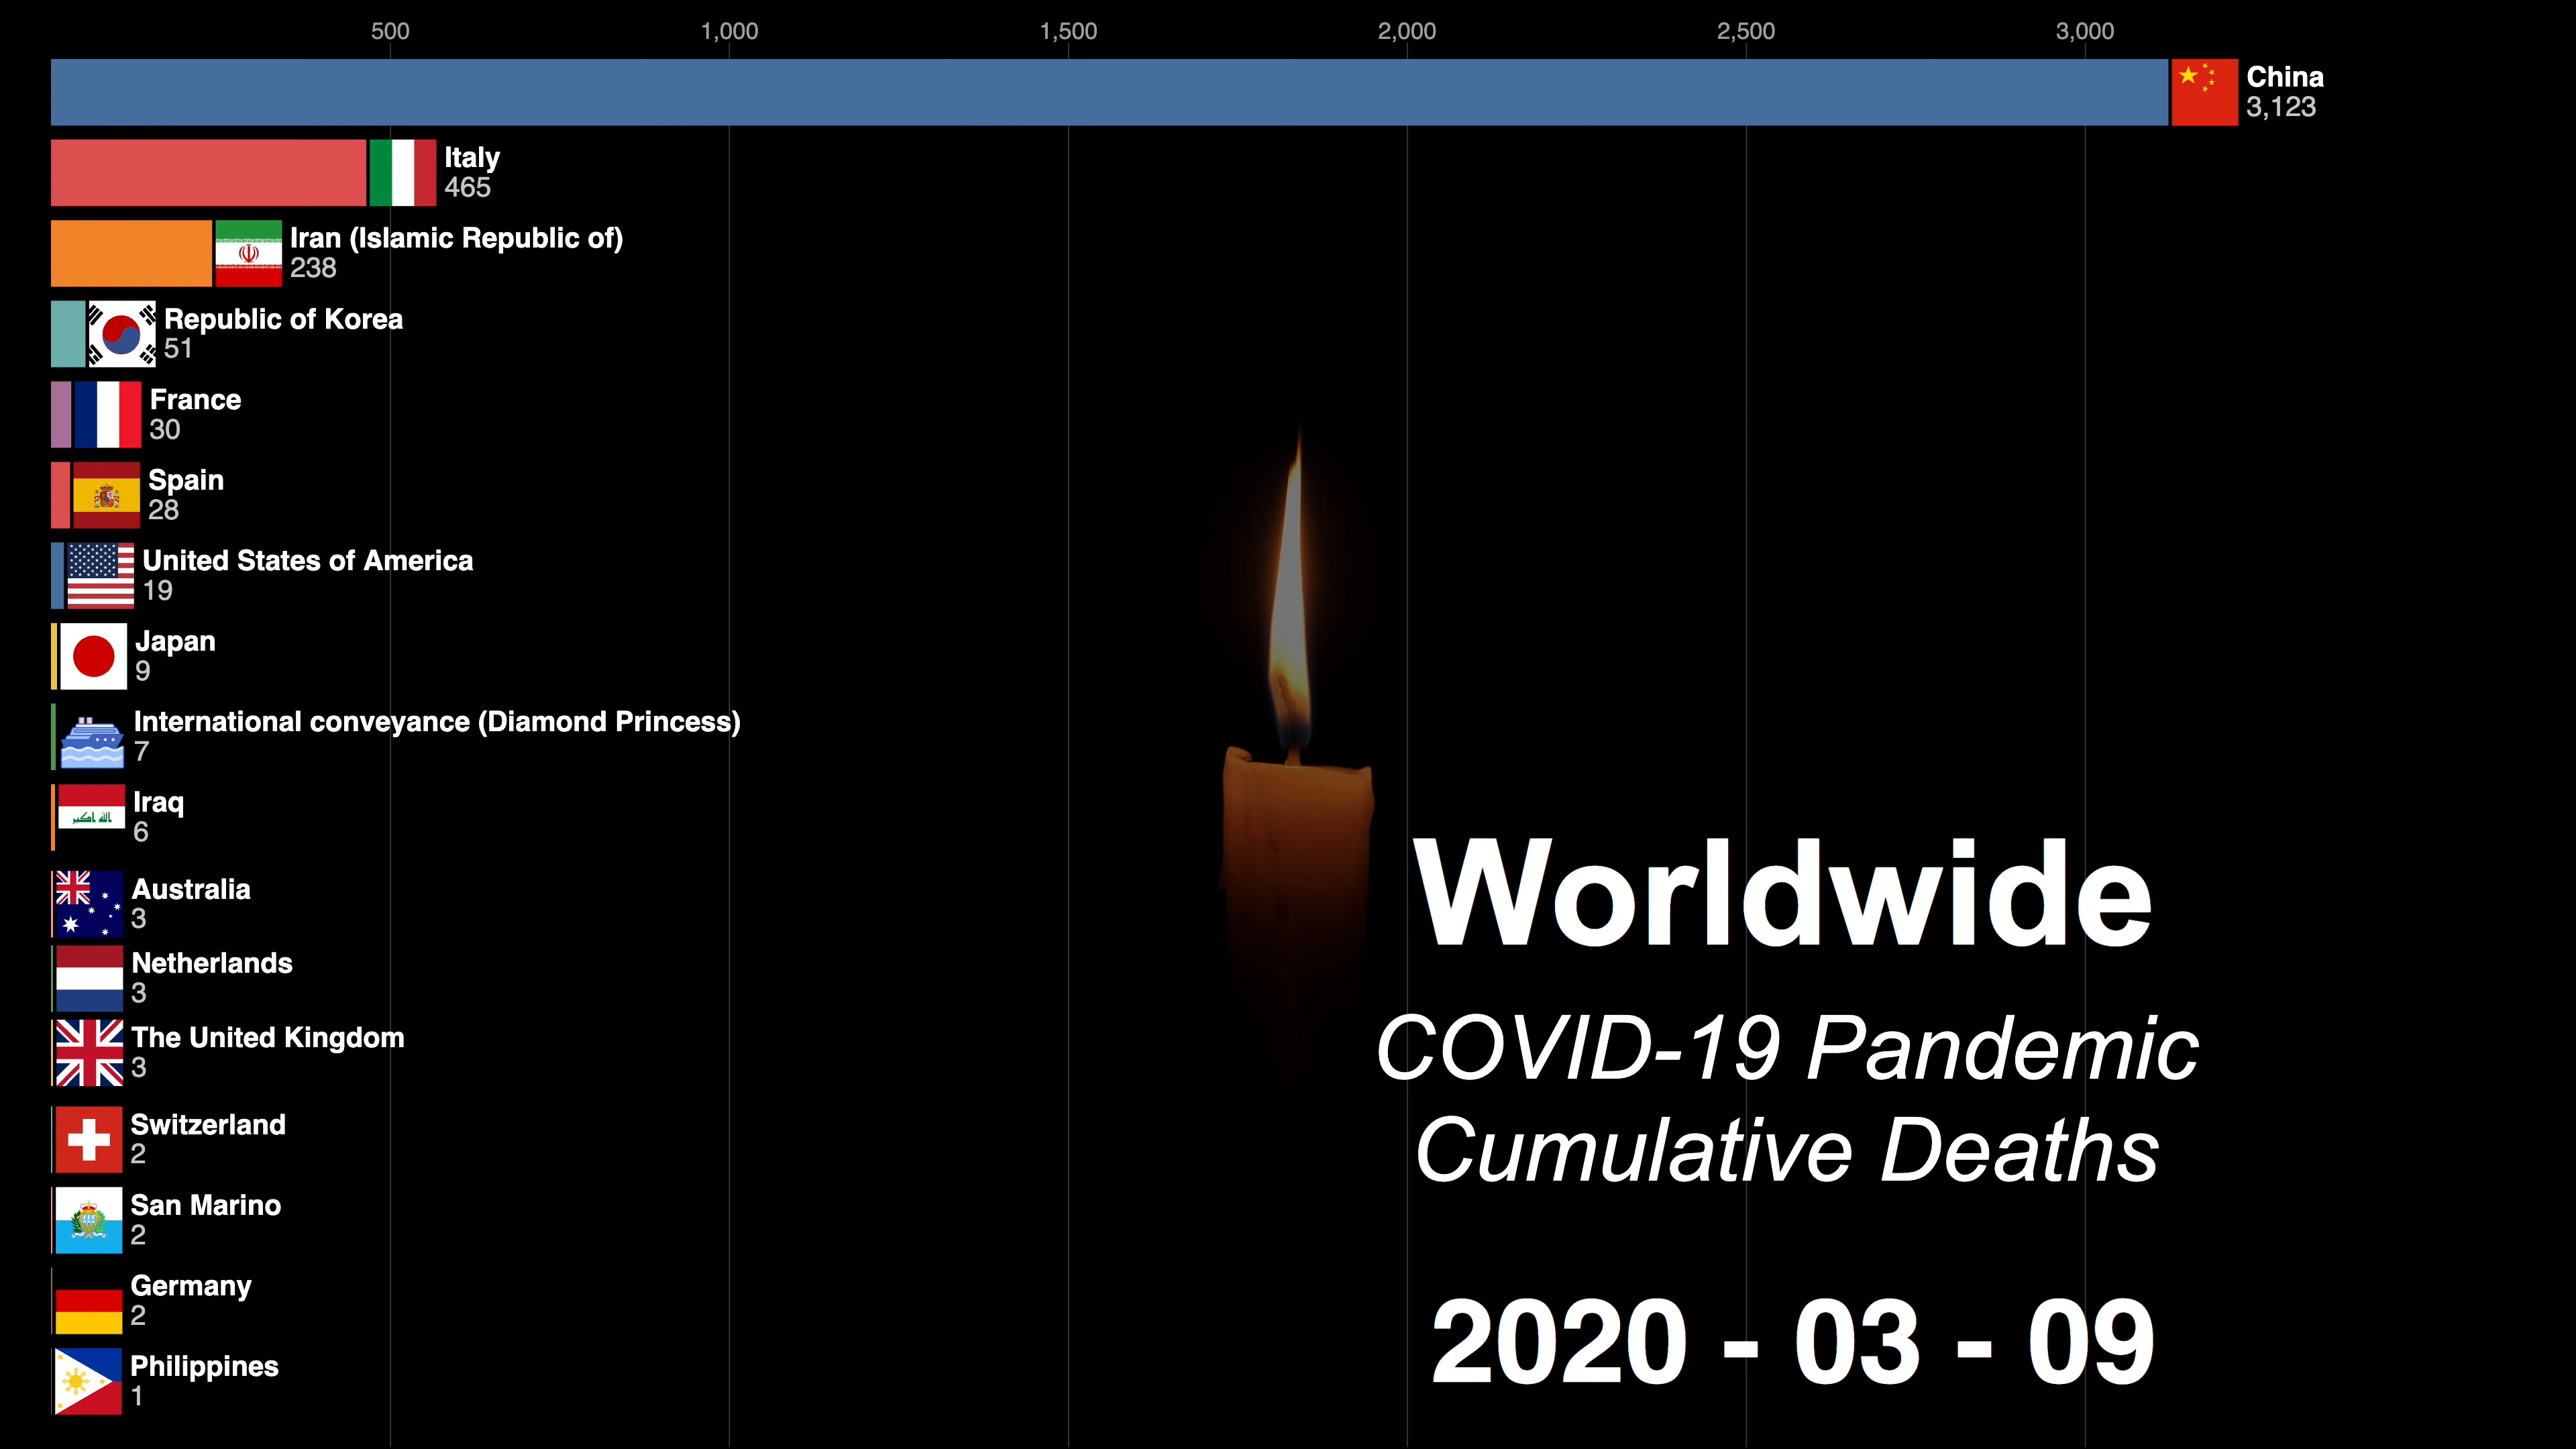 500 1,000 1,500 2,000 2,500 3,000
China
3,123
Italy
465
Iran (Islamic Republic of)
238
Republic of Korea
51
France
30
Spain
28
United States of America
19
Japan
9
International conveyance (Diamond Princess)
7
Iraq
6
الله اكبر
Australia
3
Netherlands
3
The United Kingdom
3
Switzerland
2
San Marino
2
Germany
2
Philippines
1
Worldwide
COVID-19 Pandemic
Cumulative Deaths
2020 - 03 - 09